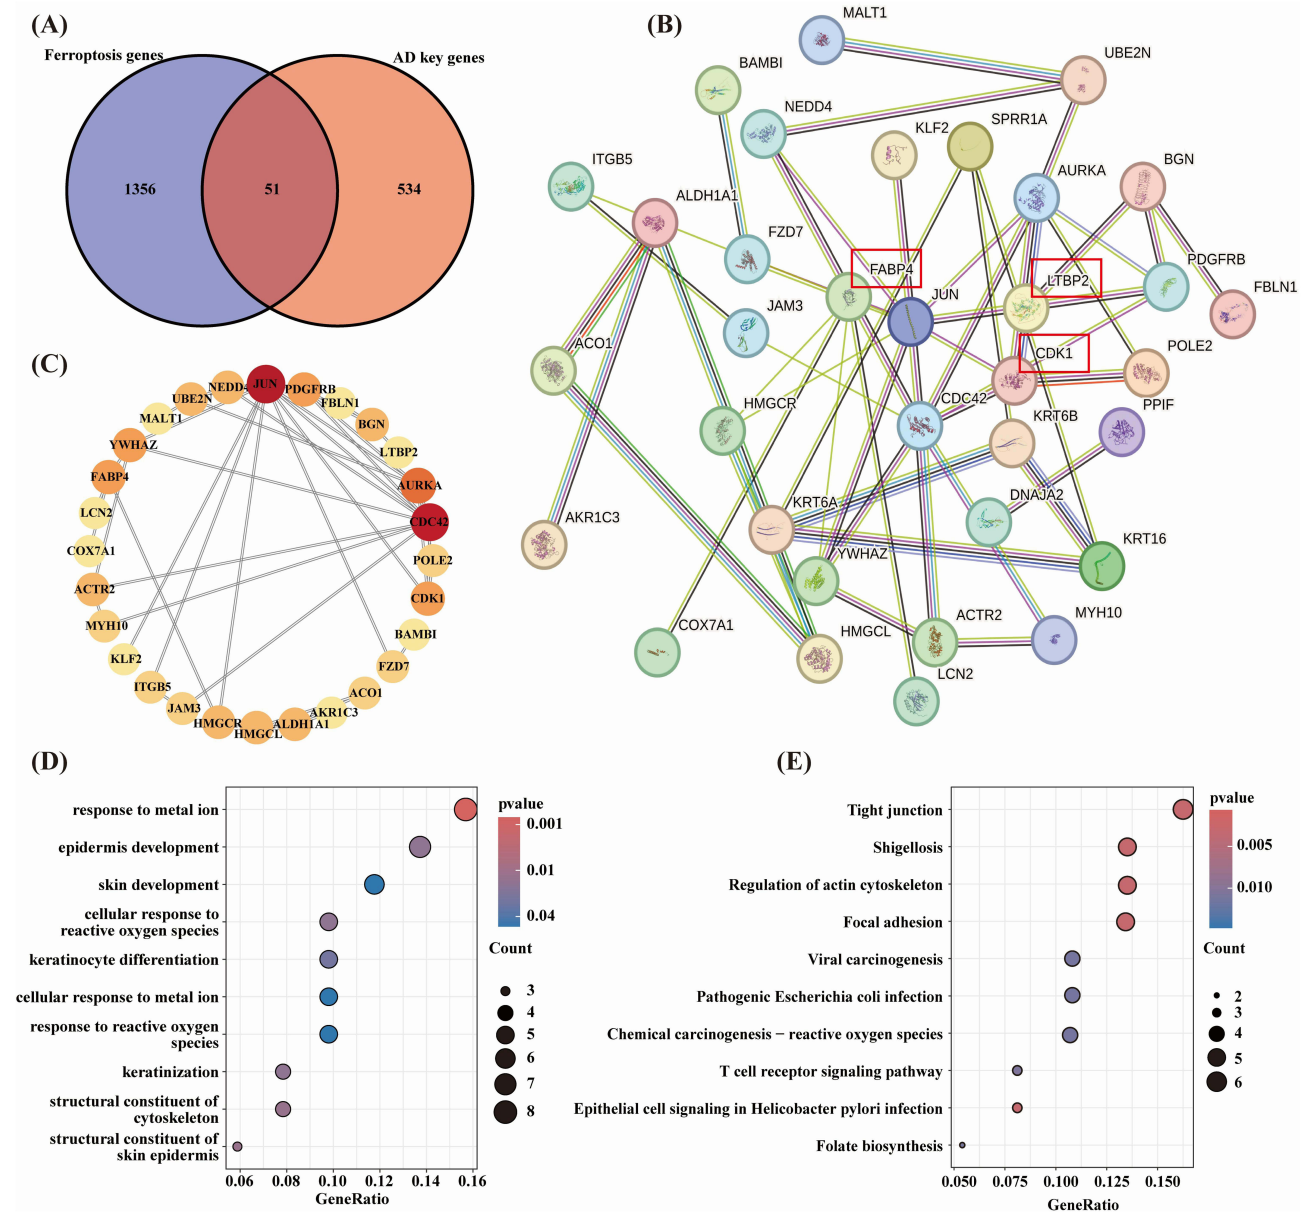 (A)
Ferroptosis genes
AD key genes
1356
51
534
(B)
MALT1
UBE2N
BAMBI
NEDD4
KLF2
SPRR1A
AURKA
BGN
ITGB5
ALDH1A1
FZD7
FABP4
JUN
LTBP2
PDGFRB
FBLN1
JAM3
CDK1
POLE2
ACO1
HMGCR
CDC42
KRT6B
PPIF
AKR1C3
KRT6A
DNAJA2
YWHAZ
KRT16
COX7A1
HMGCL
ACTR2
MYH10
LCN2
(C)
JUN
PDGFRB
NEDD4
FBLN1
UBE2N
BGN
MALT1
LTBP2
YWHAZ
AURKA
FABP4
CDC42
LCN2
POLE2
COX7A1
CDK1
ACTR2
BAMBI
MYH10
FZD7
KLF2
ACO1
ITGB5
AKR1C3
JAM3
ALDH1A1
HMGCR
HMGCL
(D)
response to metal ion
epidermis development
skin development
cellular response to
reactive oxygen species
keratinocyte differentiation
cellular response to metal ion
response to reactive oxygen
species
keratinization
structural constituent of
cytoskeleton
structural constituent of
skin epidermis
0.06 0.08 0.10 0.12 0.14 0.16
GeneRatio
pvalue
0.001
0.01
0.04
Count
3
4
5
6
7
8
(E)
Tight junction
Shigellosis
Regulation of actin cytoskeleton
Focal adhesion
Viral carcinogenesis
Pathogenic Escherichia coli infection
Chemical carcinogenesis − reactive oxygen species
T cell receptor signaling pathway
Epithelial cell signaling in Helicobacter pylori infection
Folate biosynthesis
0.050 0.075 0.100 0.125 0.150
GeneRatio
pvalue
0.005
0.010
Count
2
3
4
5
6